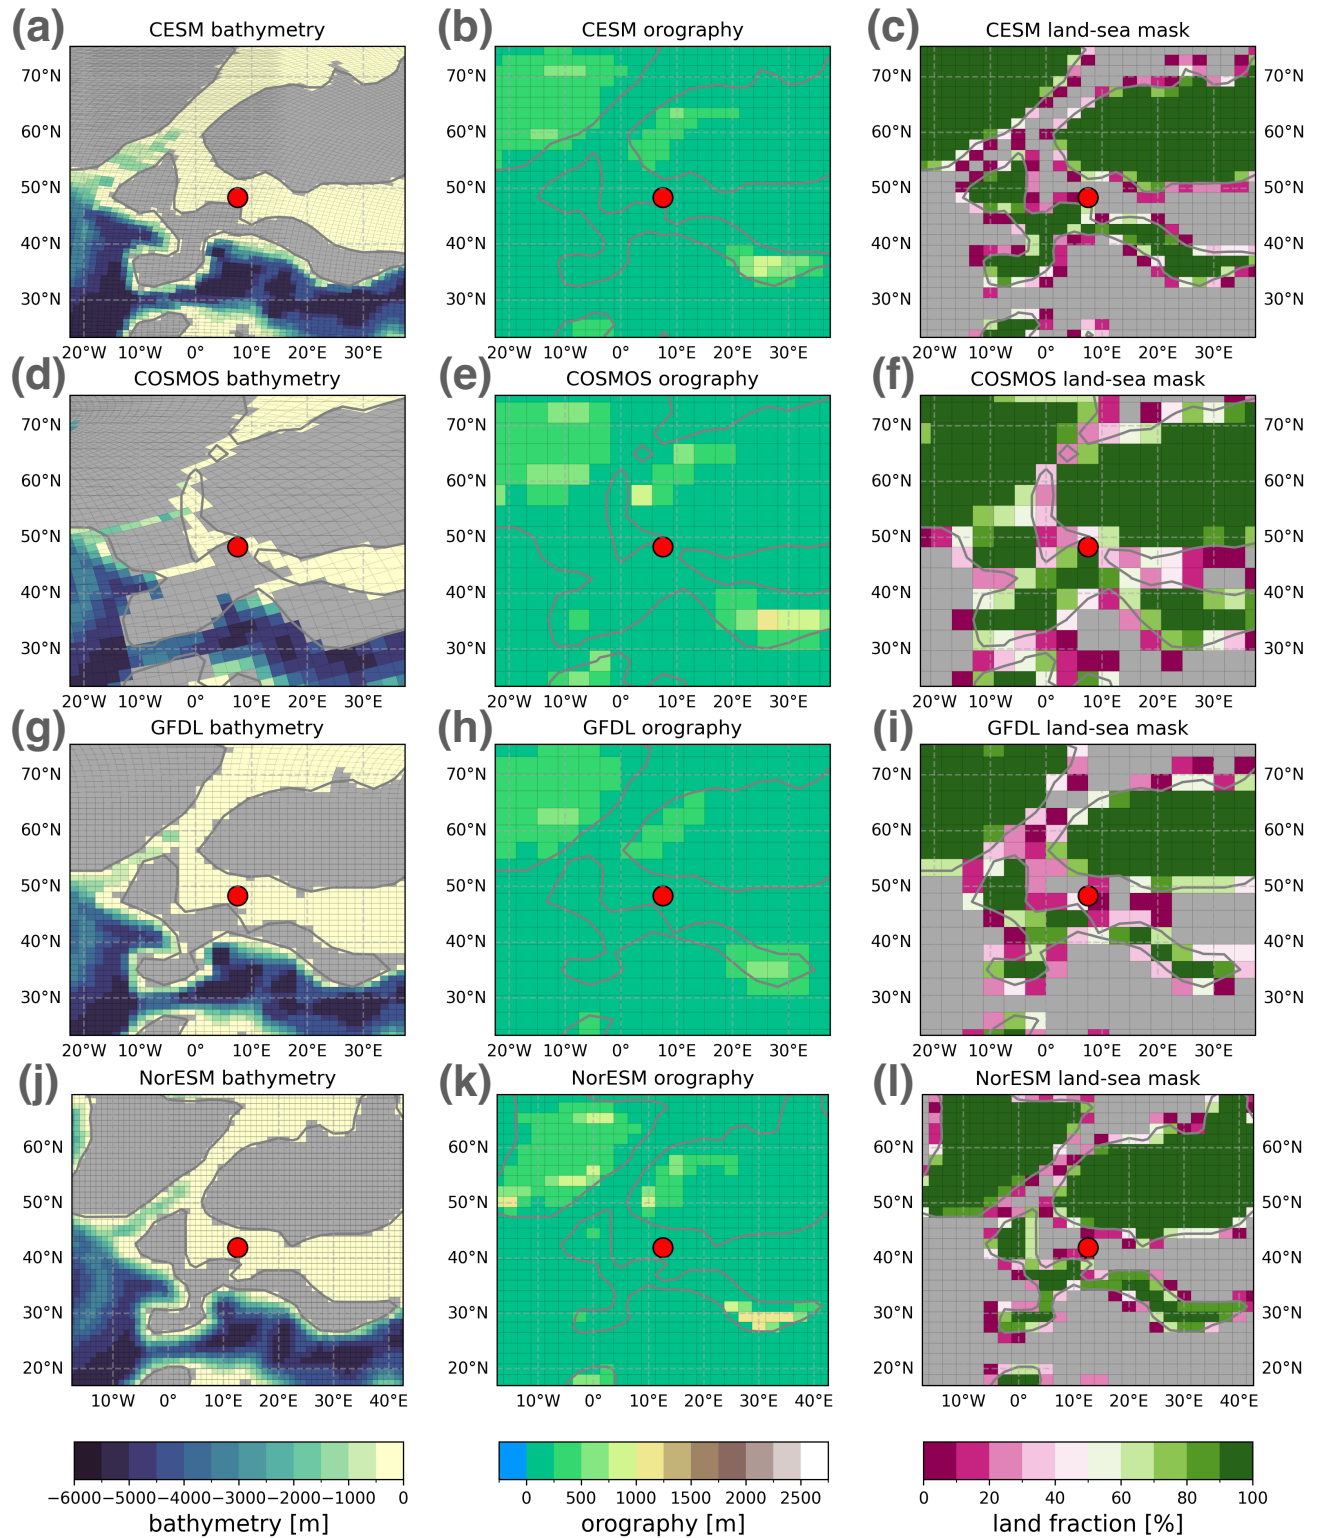 (a) CESM bathymetry
(b) CESM orography
(c) CESM land-sea mask
70°N 70°N 70°N
60°N 60°N 60°N
50°N 50°N 50°N
40°N 40°N 40°N
30°N 30°N 30°N
20°W 10°W 0° 10°E 20°E 30°E
20°W 10°W 0° 10°E 20°E 30°E
20°W 10°W 0° 10°E 20°E 30°E
(d) COSMOS bathymetry
(e) COSMOS orography
(f) COSMOS land-sea mask
70°N 70°N 70°N
60°N 60°N 60°N
50°N 50°N 50°N
40°N 40°N 40°N
30°N 30°N 30°N
20°W 10°W 0° 10°E 20°E 30°E
20°W 10°W 0° 10°E 20°E 30°E
20°W 10°W 0° 10°E 20°E 30°E
(g) GFDL bathymetry
(h) GFDL orography
(i) GFDL land-sea mask
70°N 70°N 70°N
60°N 60°N 60°N
50°N 50°N 50°N
40°N 40°N 40°N
30°N 30°N 30°N
20°W 10°W 0° 10°E 20°E 30°E
20°W 10°W 0° 10°E 20°E 30°E
20°W 10°W 0° 10°E 20°E 30°E
(j) NorESM bathymetry
(k) NorESM orography
(l) NorESM land-sea mask
60°N 60°N 60°N
50°N 50°N 50°N
40°N 40°N 40°N
30°N 30°N 30°N
20°N 20°N 20°N
10°W 0° 10°E 20°E 30°E 40°E
10°W 0° 10°E 20°E 30°E 40°E
10°W 0° 10°E 20°E 30°E 40°E
−6000 −5000 −4000 −3000 −2000 −1000 0
bathymetry [m]
0 500 1000 1500 2000 2500
orography [m]
0 20 40 60 80 100
land fraction [%]